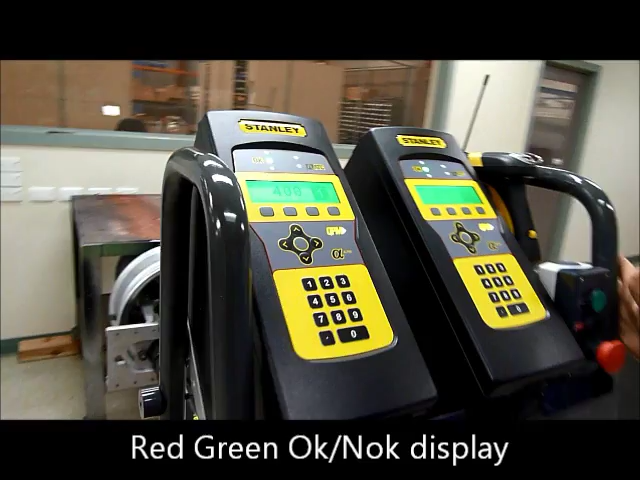 STANLEY
STANLEY
400
α
α
1 2 3
4 5 6
7 8 9
. 0
1 2 3
4 5 6
7 8 9
. 0
Red Green Ok/Nok display